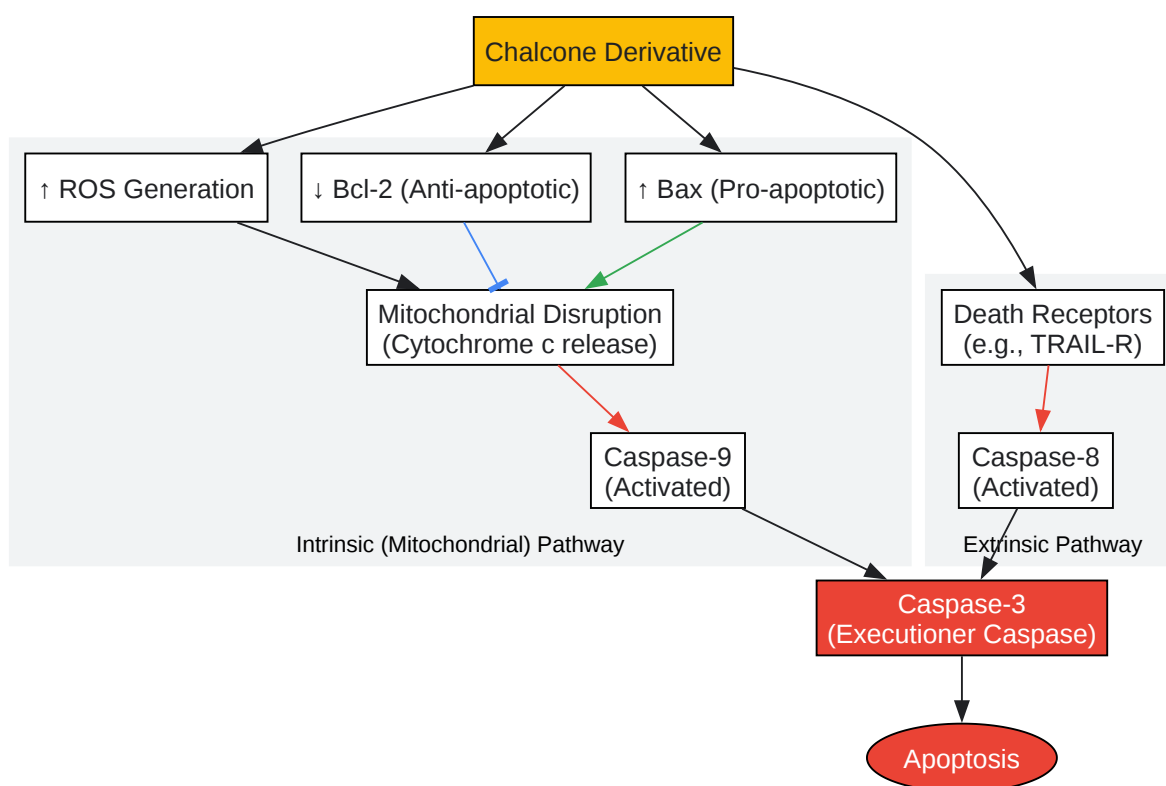 Chalcone Derivative
↑ ROS Generation
↓ Bcl-2 (Anti-apoptotic)
↑ Bax (Pro-apoptotic)
Mitochondrial Disruption
(Cytochrome c release)
Death Receptors
(e.g., TRAIL-R)
Caspase-9
(Activated)
Caspase-8
(Activated)
Intrinsic (Mitochondrial) Pathway
Extrinsic Pathway
Caspase-3
(Executioner Caspase)
Apoptosis